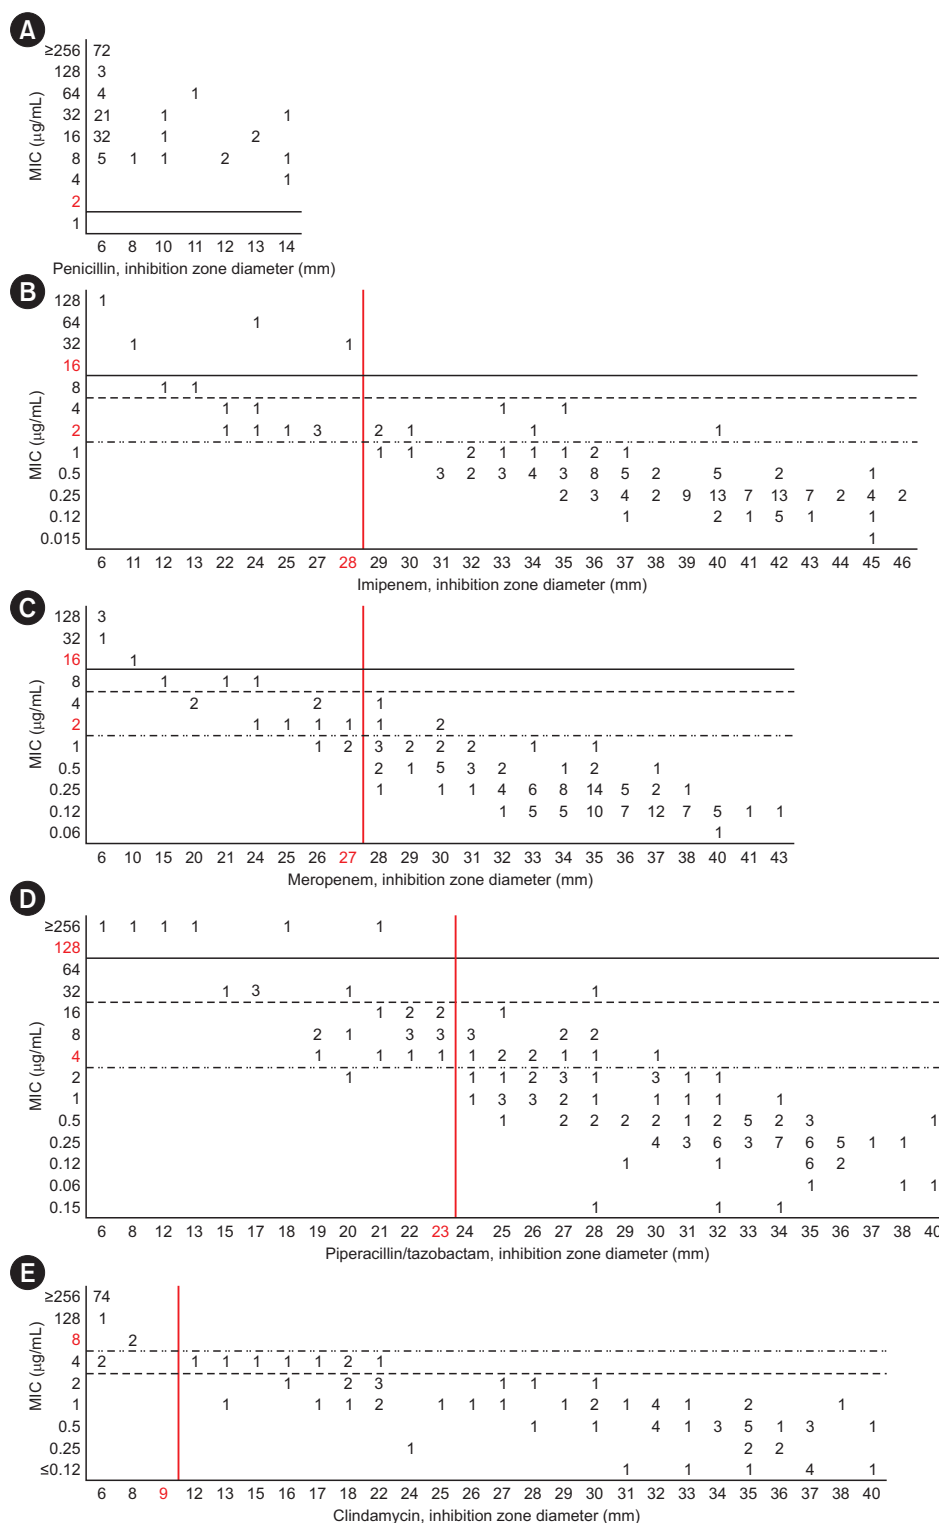 A
≥256 72
128 3
64 4 1
32 21 1 1
16 32 1 2
8 5 1 1 2 1
4 1
2
1
MIC (µg/mL)
6 8 10 11 12 13 14
Penicillin, inhibition zone diameter (mm)
B
128 1
64 1
32 1 1
16
8 1 1
4 1 1 1 1
2 1 1 1 3 2 1 1 1
1 1 1 2 1 1 1 2 1
0.5 3 2 3 4 3 8 5 2 5 2 1
0.25 2 3 4 2 9 13 7 13 7 2 4 2
0.12 1 2 1 5 1 1
0.015 1
MIC (µg/mL)
6 11 12 13 22 24 25 27 28 29 30 31 32 33 34 35 36 37 38 39 40 41 42 43 44 45 46
Imipenem, inhibition zone diameter (mm)
C
128 3
32 1
16 1
8 1 1 1
4 2 2 1
2 1 1 1 1 1 2
1 1 2 3 2 2 2 1 1
0.5 2 1 5 3 2 1 2 1
0.25 1 1 1 4 6 8 14 5 2 1
0.12 1 5 5 10 7 12 7 5 1 1
0.06 1
MIC (µg/mL)
6 10 15 20 21 24 25 26 27 28 29 30 31 32 33 34 35 36 37 38 40 41 43
Meropenem, inhibition zone diameter (mm)
D
≥256 1 1 1 1 1 1
128
64
32 1 3 1 1
16 1 2 2 1
8 2 1 3 3 3 2 2
4 1 1 1 1 1 2 2 1 1 1
2 1 1 1 2 3 1 3 1 1
1 1 3 3 2 1 1 1 1 1
0.5 1 2 2 2 2 1 2 5 2 3 1
0.25 4 3 6 3 7 6 5 1 1
0.12 1 1 6 2
0.06 1 1 1
0.15 1 1 1
MIC (µg/mL)
6 8 12 13 15 17 18 19 20 21 22 23 24 25 26 27 28 29 30 31 32 33 34 35 36 37 38 40
Piperacillin/tazobactam, inhibition zone diameter (mm)
E
≥256 74
128 1
8 2
4 2 1 1 1 1 1 2 1
2 1 2 3 1 1 1
1 1 1 1 2 1 1 1 1 2 1 4 1 2 1
0.5 1 1 4 1 3 5 1 3 1
0.25 1 2 2
≤0.12 1 1 1 4 1
MIC (µg/mL)
6 8 9 12 13 15 16 17 18 22 24 25 26 27 28 29 30 31 32 33 34 35 36 37 38 40
Clindamycin, inhibition zone diameter (mm)